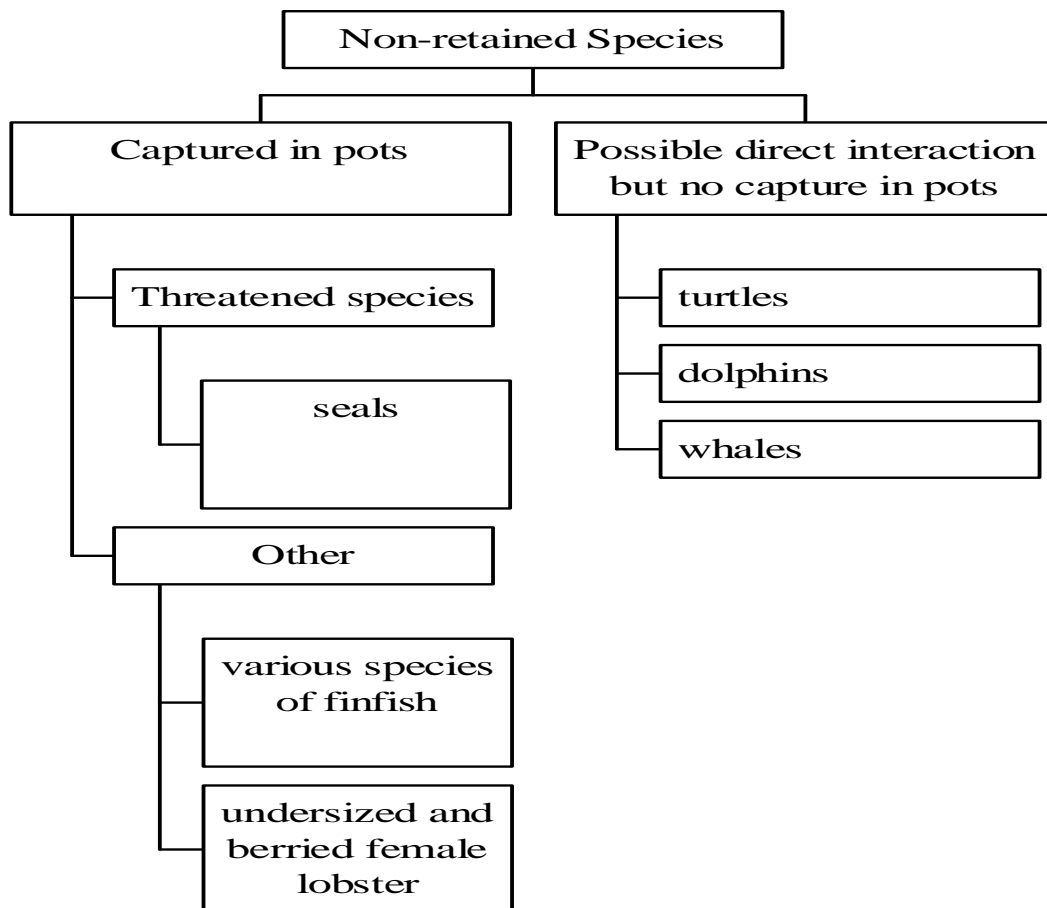 Non-retained Species
Captured in pots
Possible direct interaction
but no capture in pots
Threatened species
seals
Other
various species
of finfish
undersized and
berried female
lobster
turtles
dolphins
whales